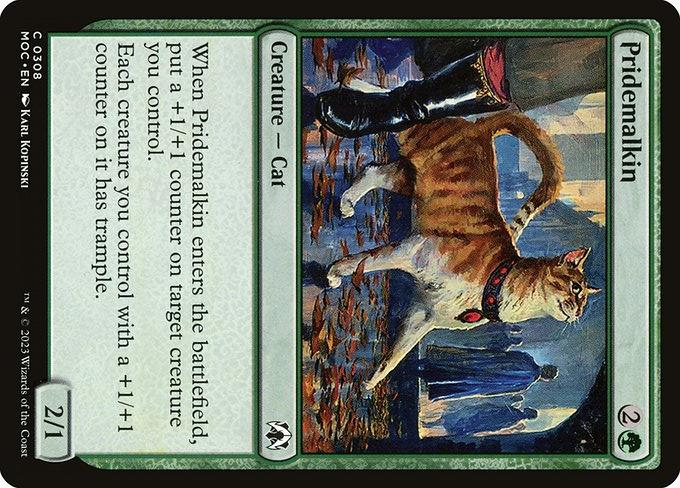 Pridemalkin
2
Creature — Cat
When Pridemalkin enters the battlefield,
put a +1/+1 counter on target creature
you control.
Each creature you control with a +1/+1
counter on it has trample.
2/1
C 0308
MOC • EN Karl Kopinski
™ & © 2023 Wizards of the Coast